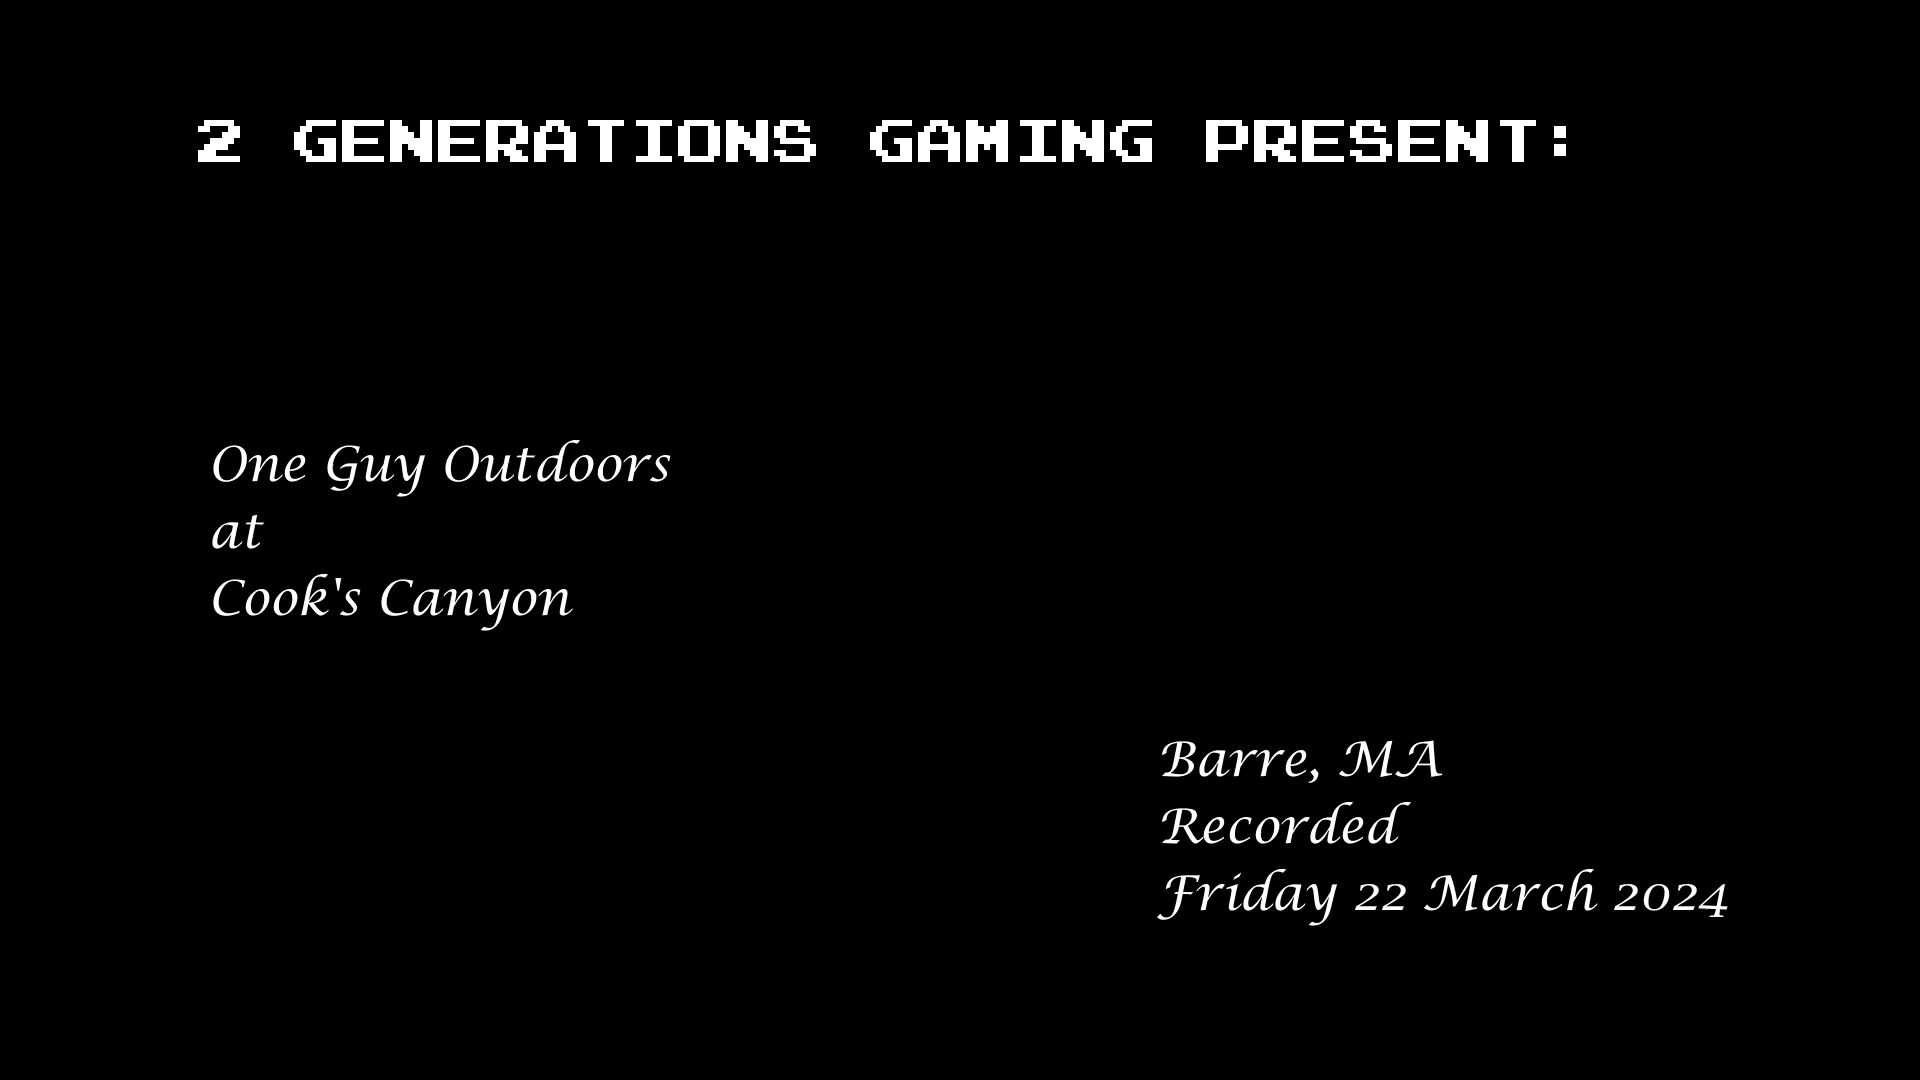 2 GENERATIONS GAMING PRESENT:
One Guy Outdoors
at
Cook's Canyon
Barre, MA
Recorded
Friday 22 March 2024